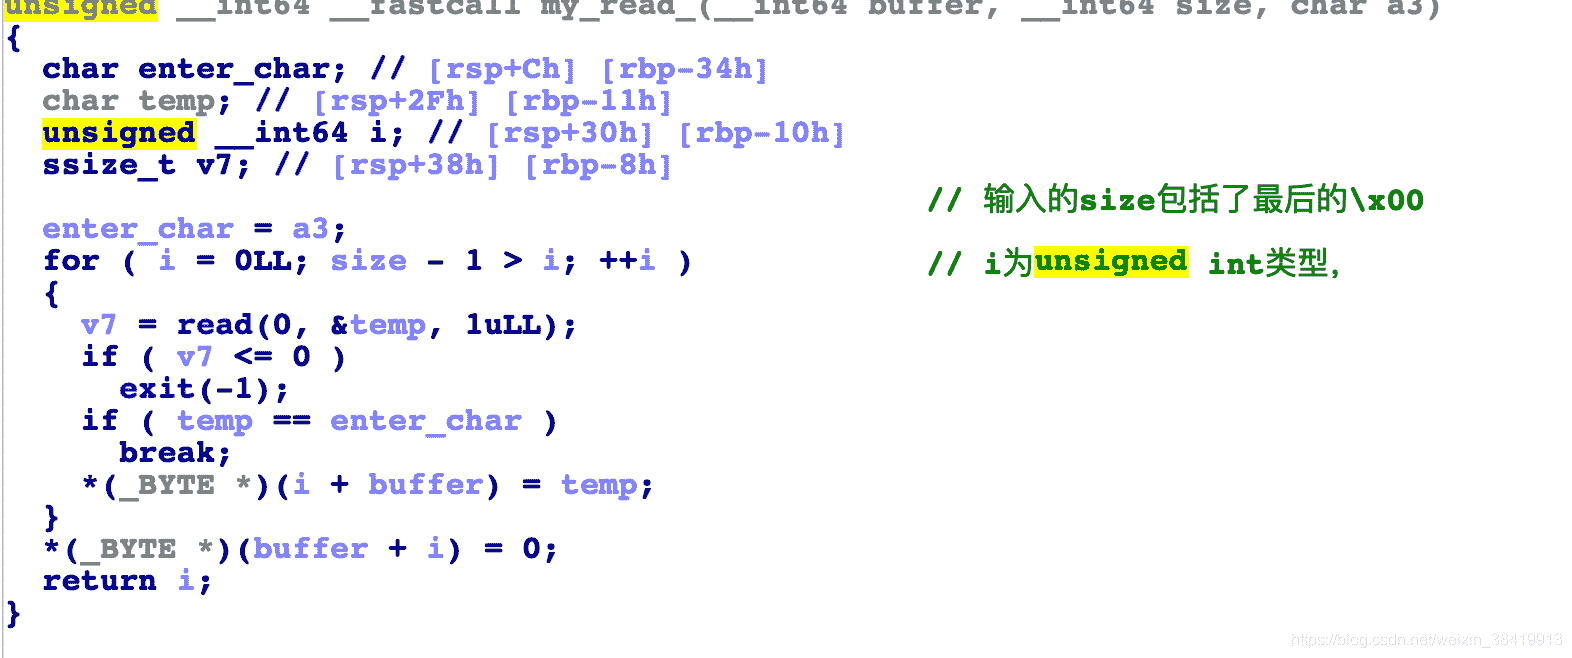 unsigned __int64 __fastcall my_read_(__int64 buffer, __int64 size, char a3)
{
char enter_char; // [rsp+Ch] [rbp-34h]
char temp; // [rsp+2Fh] [rbp-11h]
unsigned __int64 i; // [rsp+30h] [rbp-10h]
ssize_t v7; // [rsp+38h] [rbp-8h]
// 输入的size包括了最后的\x00
enter_char = a3;
for ( i = 0LL; size - 1 > i; ++i ) // i为unsigned int类型,
{
v7 = read(0, &temp, 1uLL);
if ( v7 <= 0 )
exit(-1);
if ( temp == enter_char )
break;
*(_BYTE *)(i + buffer) = temp;
}
*(_BYTE *)(buffer + i) = 0;
return i;
}
https://blog.csdn.net/weixin_38419913